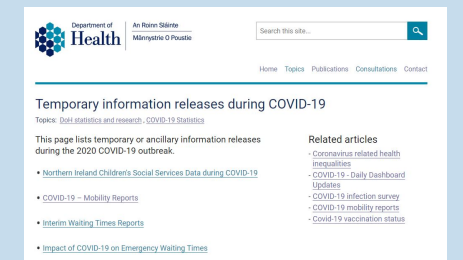 Department of
Health
An Roinn Sláinte
Männystrie O Poustie
Search this site...
Home Topics Publications Consultations Contact
Temporary information releases during COVID-19
Topics: DoH statistics and research , COVID-19 Statistics
This page lists temporary or ancillary information releases
during the 2020 COVID-19 outbreak.
• Northern Ireland Children's Social Services Data during COVID-19
• COVID-19 – Mobility Reports
• Interim Waiting Times Reports
• Impact of COVID-19 on Emergency Waiting Times
Related articles
- Coronavirus related health
inequalities
- COVID-19 - Daily Dashboard
Updates
- COVID-19 infection survey
- COVID-19 mobility reports
- Covid-19 vaccination status